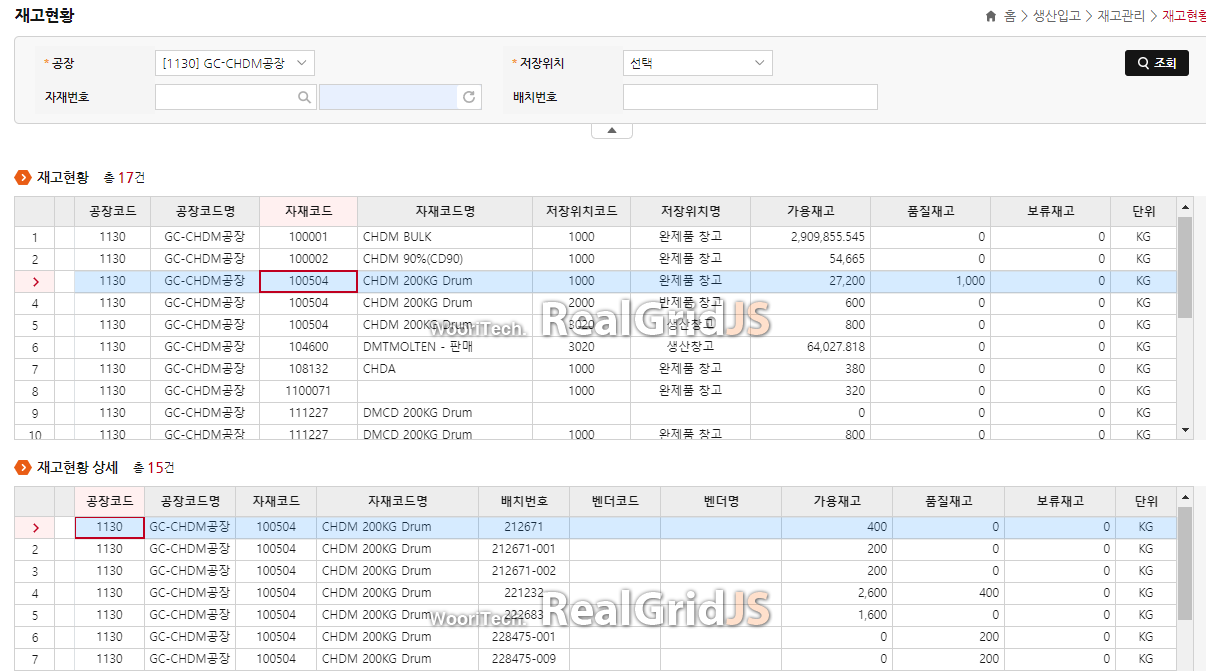 재고현황
홈 > 생산입고 > 재고관리 > 재고현황
* 공장 [1130] GC-CHDM공장 * 저장위치 선택 조회
자재번호 배치번호
재고현황 총 17건
공장코드 공장코드명 자재코드 자재코드명 저장위치코드 저장위치명 가용재고 품질재고 보류재고 단위
1 1130 GC-CHDM공장 100001 CHDM BULK 1000 완제품 창고 2,909,855.545 0 0 KG
2 1130 GC-CHDM공장 100002 CHDM 90%(CD90) 1000 완제품 창고 54,665 0 0 KG
1130 GC-CHDM공장 100504 CHDM 200KG Drum 1000 완제품 창고 27,200 1,000 0 KG
4 1130 GC-CHDM공장 100504 CHDM 200KG Drum 2000 반제품 창고 600 0 0 KG
5 1130 GC-CHDM공장 100504 CHDM 200KG Drum 3020 생산창고 800 0 0 KG
WooriTech. RealGridJS
6 1130 GC-CHDM공장 104600 DMTMOLTEN - 판매 3020 생산창고 64,027.818 0 0 KG
7 1130 GC-CHDM공장 108132 CHDA 1000 완제품 창고 380 0 0 KG
8 1130 GC-CHDM공장 1100071 1000 완제품 창고 320 0 0 KG
9 1130 GC-CHDM공장 111227 DMCD 200KG Drum 0 0 0 KG
10 1130 GC-CHDM공장 111227 DMCD 200KG Drum 1000 완제품 창고 800 0 0 KG
재고현황 상세 총 15건
공장코드 공장코드명 자재코드 자재코드명 배치번호 벤더코드 벤더명 가용재고 품질재고 보류재고 단위
1130 GC-CHDM공장 100504 CHDM 200KG Drum 212671 400 0 0 KG
2 1130 GC-CHDM공장 100504 CHDM 200KG Drum 212671-001 200 0 0 KG
3 1130 GC-CHDM공장 100504 CHDM 200KG Drum 212671-002 200 0 0 KG
4 1130 GC-CHDM공장 100504 CHDM 200KG Drum 221232 2,600 400 0 KG
5 1130 GC-CHDM공장 100504 CHDM 200KG Drum 222683 1,600 0 0 KG
WooriTech. RealGridJS
6 1130 GC-CHDM공장 100504 CHDM 200KG Drum 228475-001 0 200 0 KG
7 1130 GC-CHDM공장 100504 CHDM 200KG Drum 228475-009 0 200 0 KG